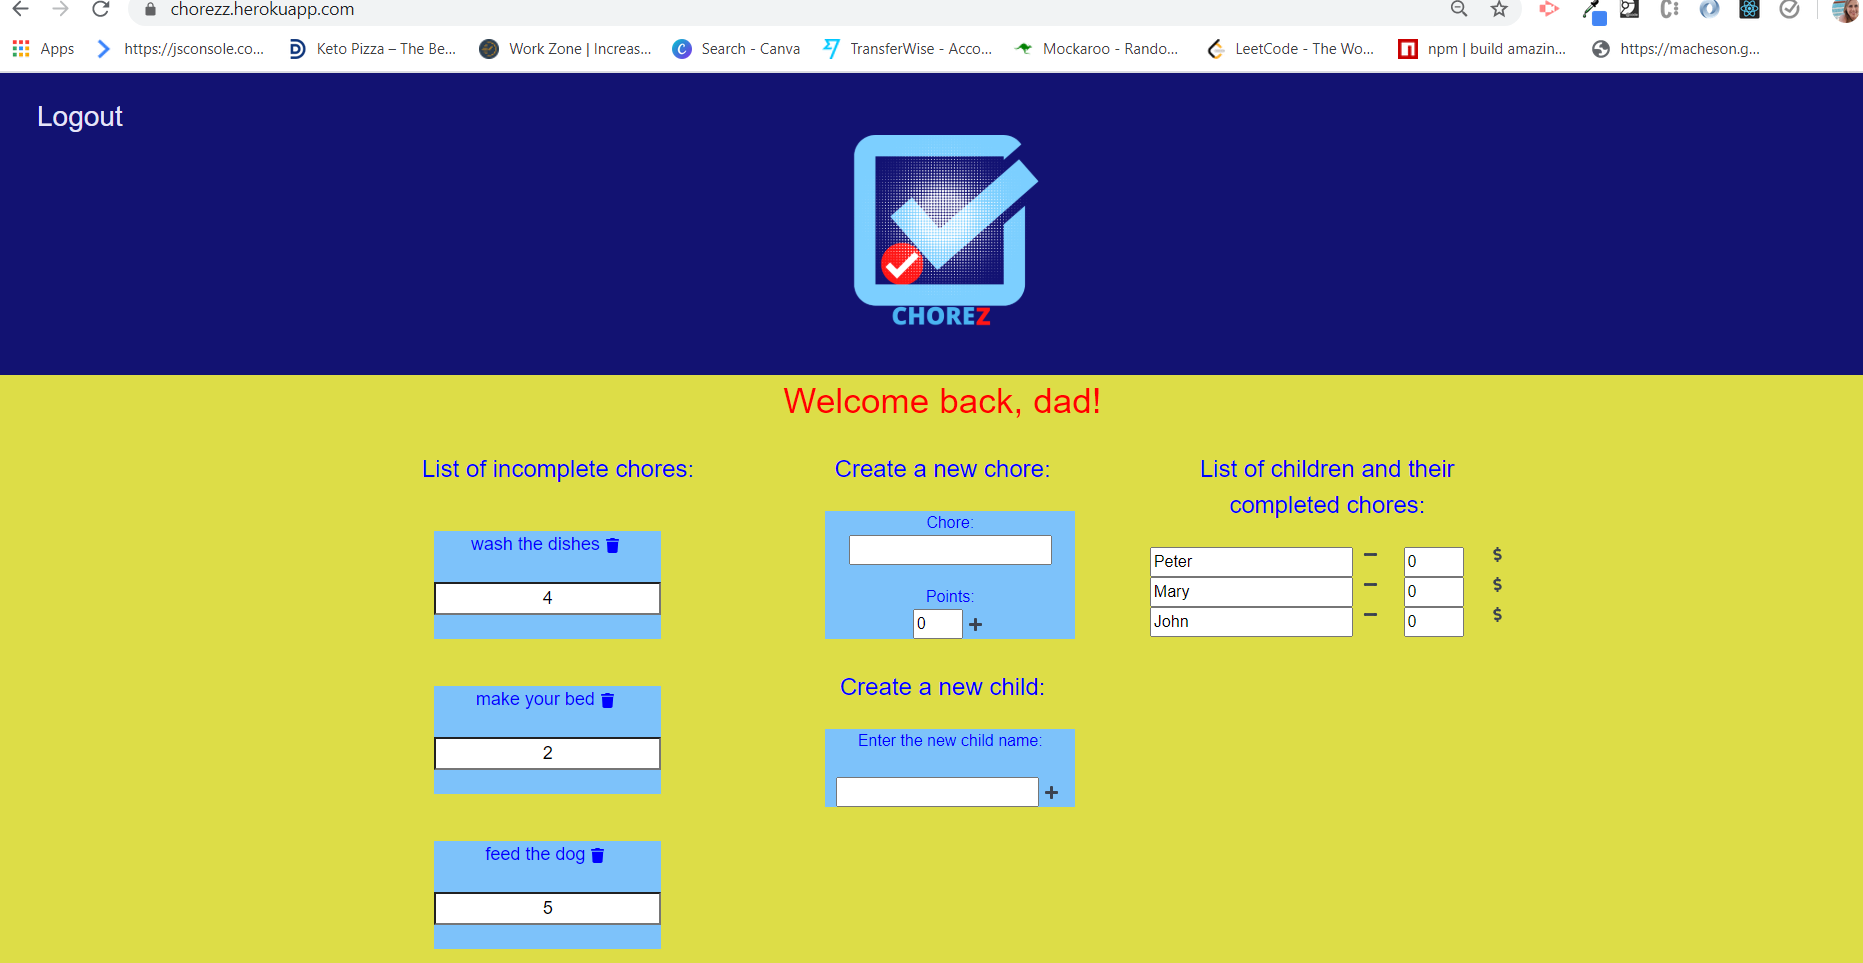 chorezz.herokuapp.com
Apps
https://jsconsole.co...
Keto Pizza – The Be...
Work Zone | Increas...
Search - Canva
TransferWise - Acco...
Mockaroo - Rando...
LeetCode - The Wo...
npm | build amazin...
https://macheson.g...
Logout
CHOREZ
Welcome back, dad!
List of incomplete chores:
wash the dishes
4
make your bed
2
feed the dog
5
Create a new chore:
Chore:
Points:
0 +
Create a new child:
Enter the new child name:
+
List of children and their
completed chores:
Peter − 0 $
Mary − 0 $
John − 0 $